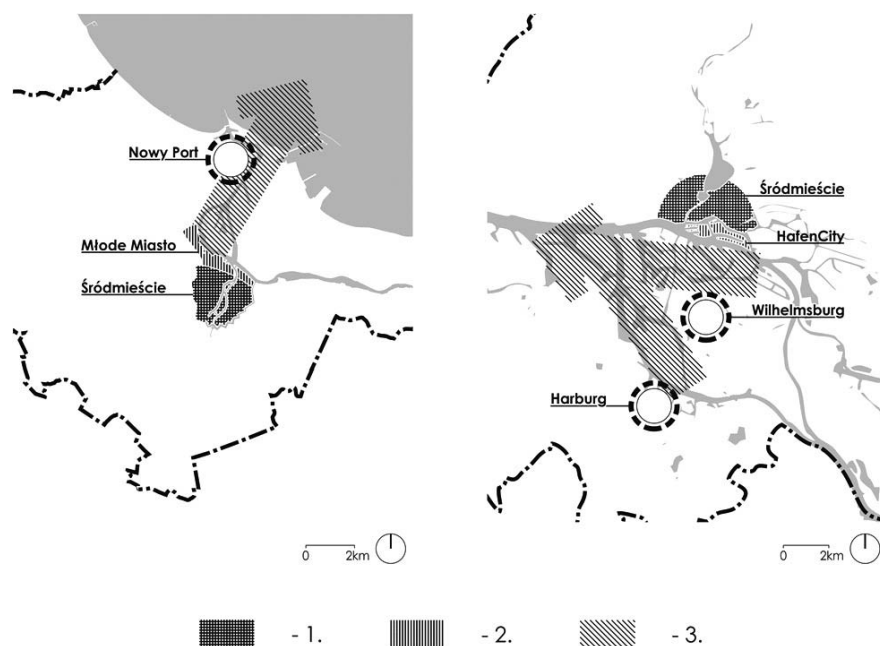 Nowy Port
Młode Miasto
Śródmieście
0 2km
Śródmieście
HafenCity
Wilhelmsburg
Harburg
0 2km
- 1.
- 2.
- 3.